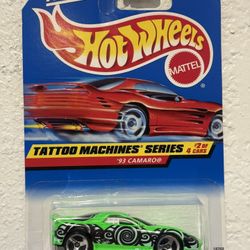 HOT WHEELS
MATTEL
TATTOO MACHINES SERIES
#2 OF
4 CARS
'93 CAMARO®